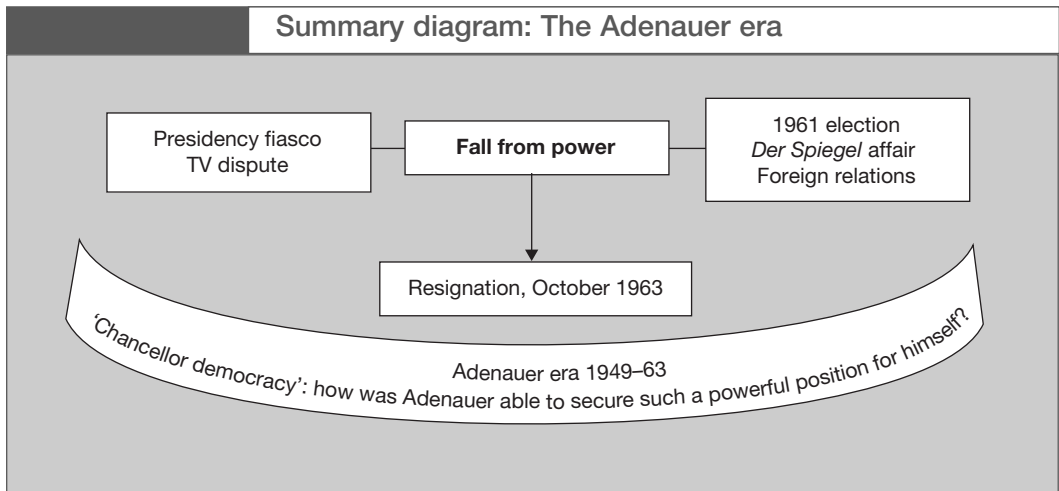 Summary diagram: The Adenauer era
Presidency fiasco
TV dispute
Fall from power
1961 election
Der Spiegel affair
Foreign relations
Resignation, October 1963
Adenauer era 1949–63
‘Chancellor democracy’: how was Adenauer able to secure such a powerful position for himself?